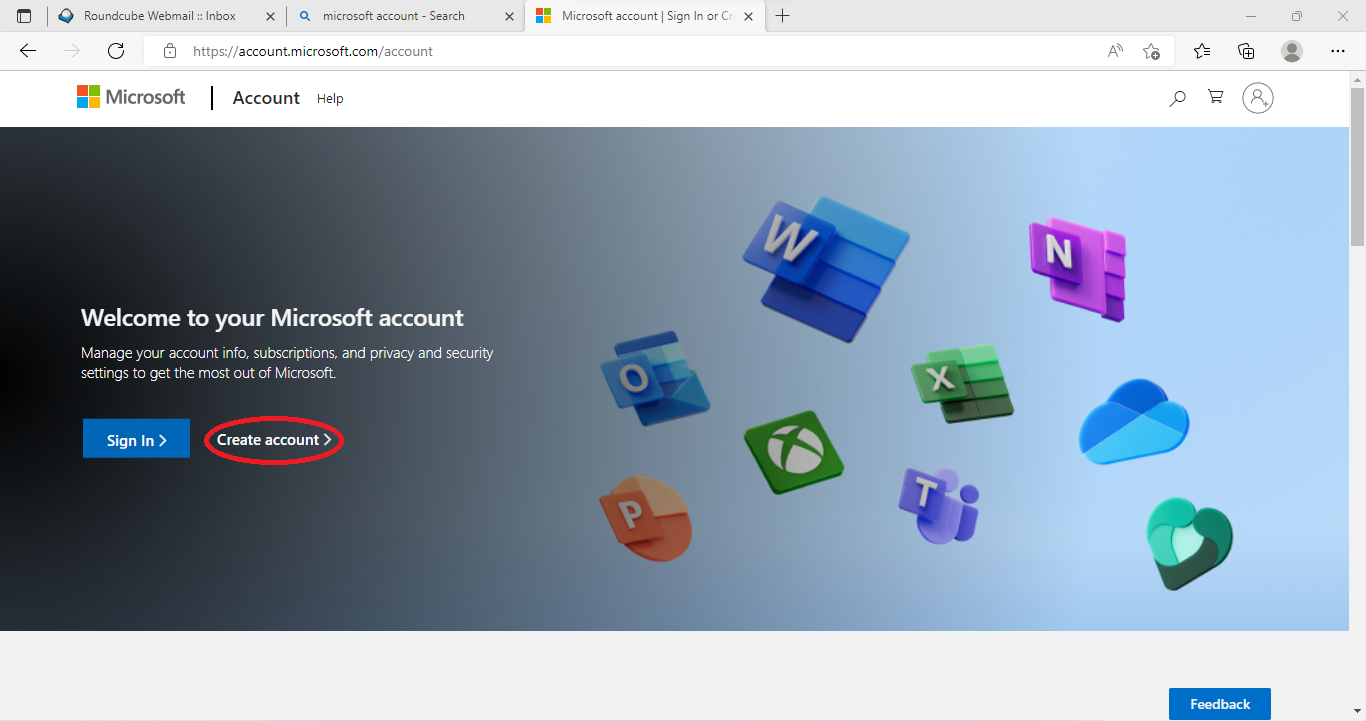 Roundcube Webmail :: Inbox
microsoft account - Search
Microsoft account | Sign In or Cr
https://account.microsoft.com/account
Microsoft
Account
Help
W
N
Welcome to your Microsoft account
Manage your account info, subscriptions, and privacy and security
settings to get the most out of Microsoft.
O
X
Sign In >
Create account >
P
T
Feedback